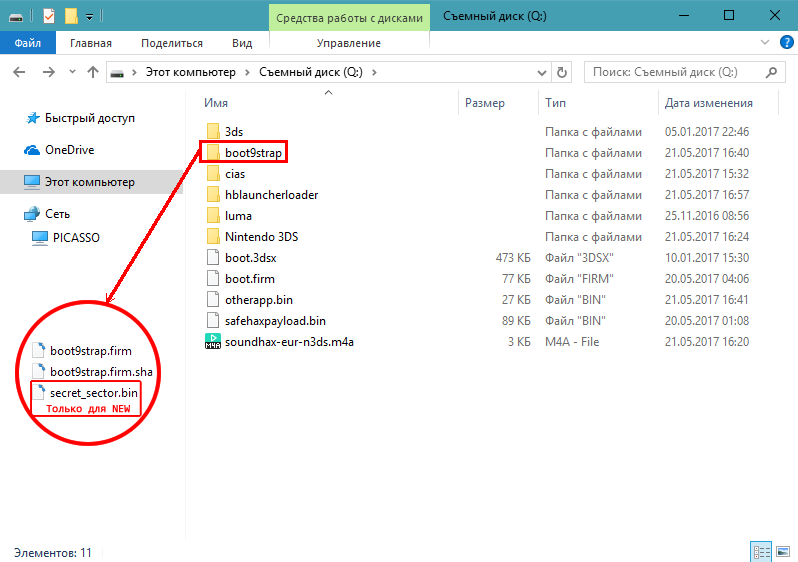 Средства работы с дисками
Съемный диск (Q:)
Файл
Главная
Поделиться
Вид
Управление
Этот компьютер
Съемный диск (Q:)
Поиск: Съемный диск (Q:)
Имя
Размер
Тип
Дата изменения
Быстрый доступ
OneDrive
Этот компьютер
Сеть
PICASSO
3ds Папка с файлами 05.01.2017 22:46
boot9strap Папка с файлами 21.05.2017 16:40
cias Папка с файлами 21.05.2017 15:32
hblauncherloader Папка с файлами 21.05.2017 16:57
luma Папка с файлами 25.11.2016 08:56
Nintendo 3DS Папка с файлами 21.05.2017 16:24
boot.3dsx 473 КБ Файл "3DSX" 10.01.2017 15:30
boot.firm 77 КБ Файл "FIRM" 20.05.2017 04:06
otherapp.bin 27 КБ Файл "BIN" 21.05.2017 16:41
safehaxpayload.bin 89 КБ Файл "BIN" 20.05.2017 01:08
M4A soundhax-eur-n3ds.m4a 3 КБ M4A - File 21.05.2017 16:20
boot9strap.firm
boot9strap.firm.sha
secret_sector.bin
Только для NEW
Элементов: 11